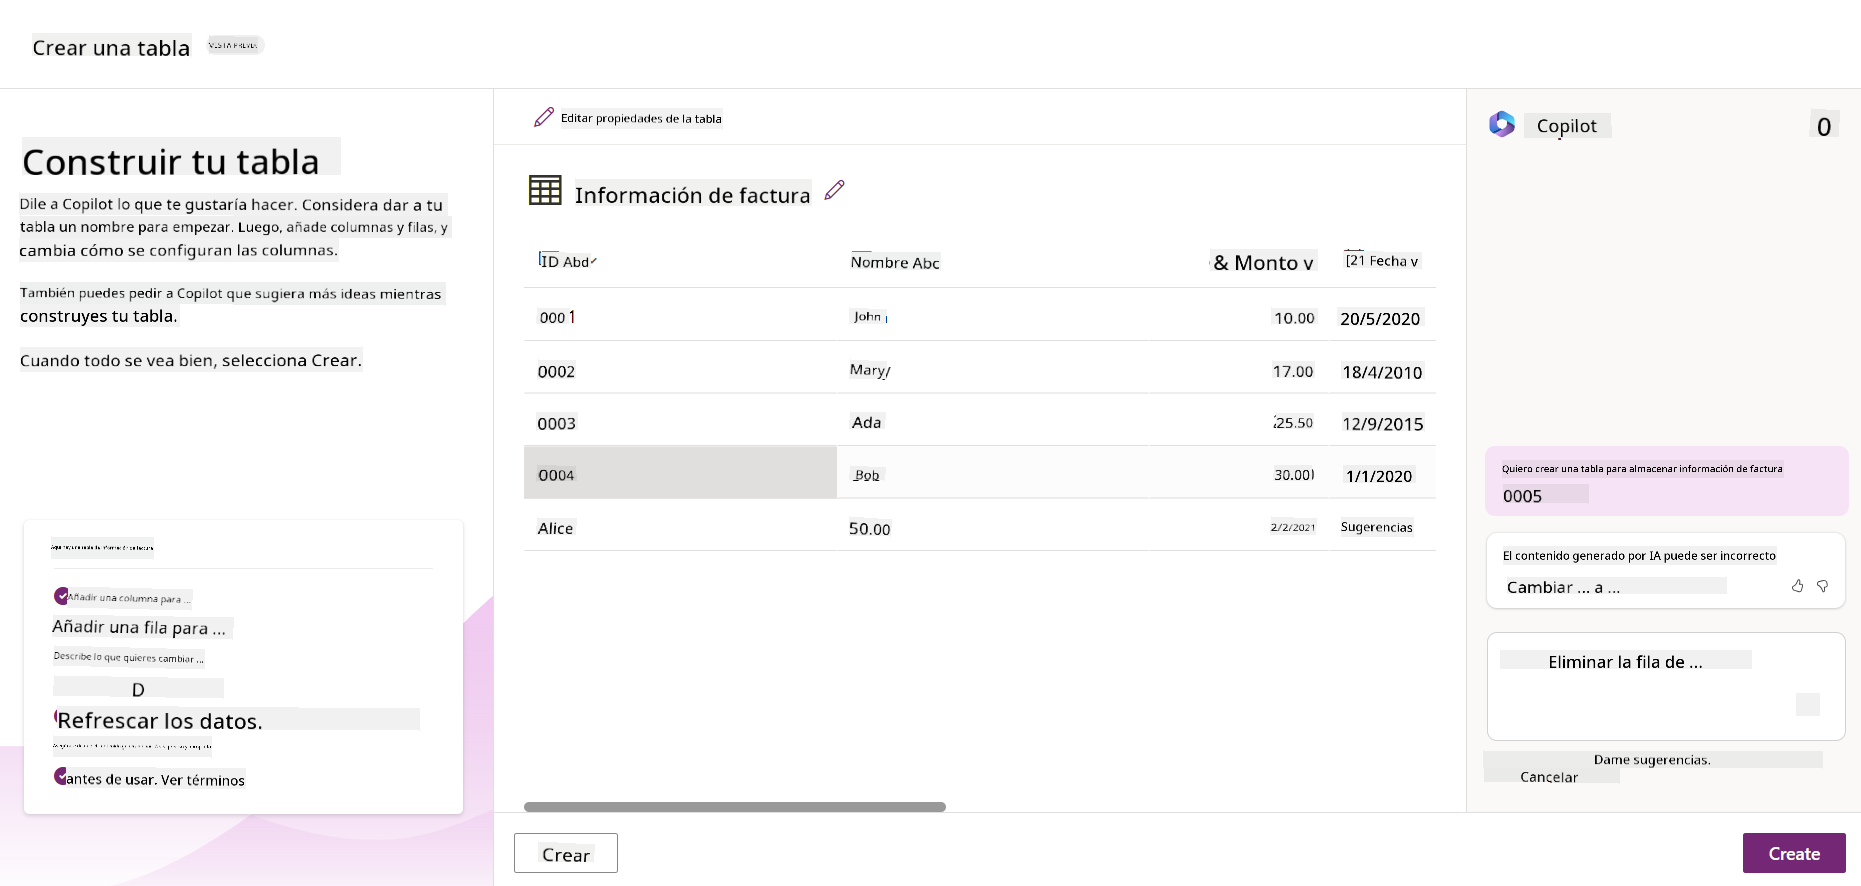 Crear una tabla
Construir tu tabla
Dile a Copilot lo que te gustaría hacer. Considera dar a tu
tabla un nombre para empezar. Luego, añade columnas y filas, y
cambia cómo se configuran las columnas.
También puedes pedir a Copilot que sugiera más ideas mientras
construyes tu tabla.
Cuando todo se vea bien, selecciona Crear.
Añadir una columna para ...
Añadir una fila para ...
Describe lo que quieres cambiar ...
D
Refrescar los datos.
antes de usar. Ver términos
Editar propiedades de la tabla
Información de factura
ID Abd Nombre Abc & Monto v [21 Fecha v
0001 John 10.00 20/5/2020
0002 Mary/ 17.00 18/4/2010
0003 Ada 25.50 12/9/2015
0004 Bob 30.00) 1/1/2020
Alice 50.00 2/2/2021 Sugerencias
Crear
Copilot 0
Quiero crear una tabla para almacenar información de factura
0005
El contenido generado por IA puede ser incorrecto
Cambiar ... a ...
Eliminar la fila de ...
Dame sugerencias.
Cancelar
Create